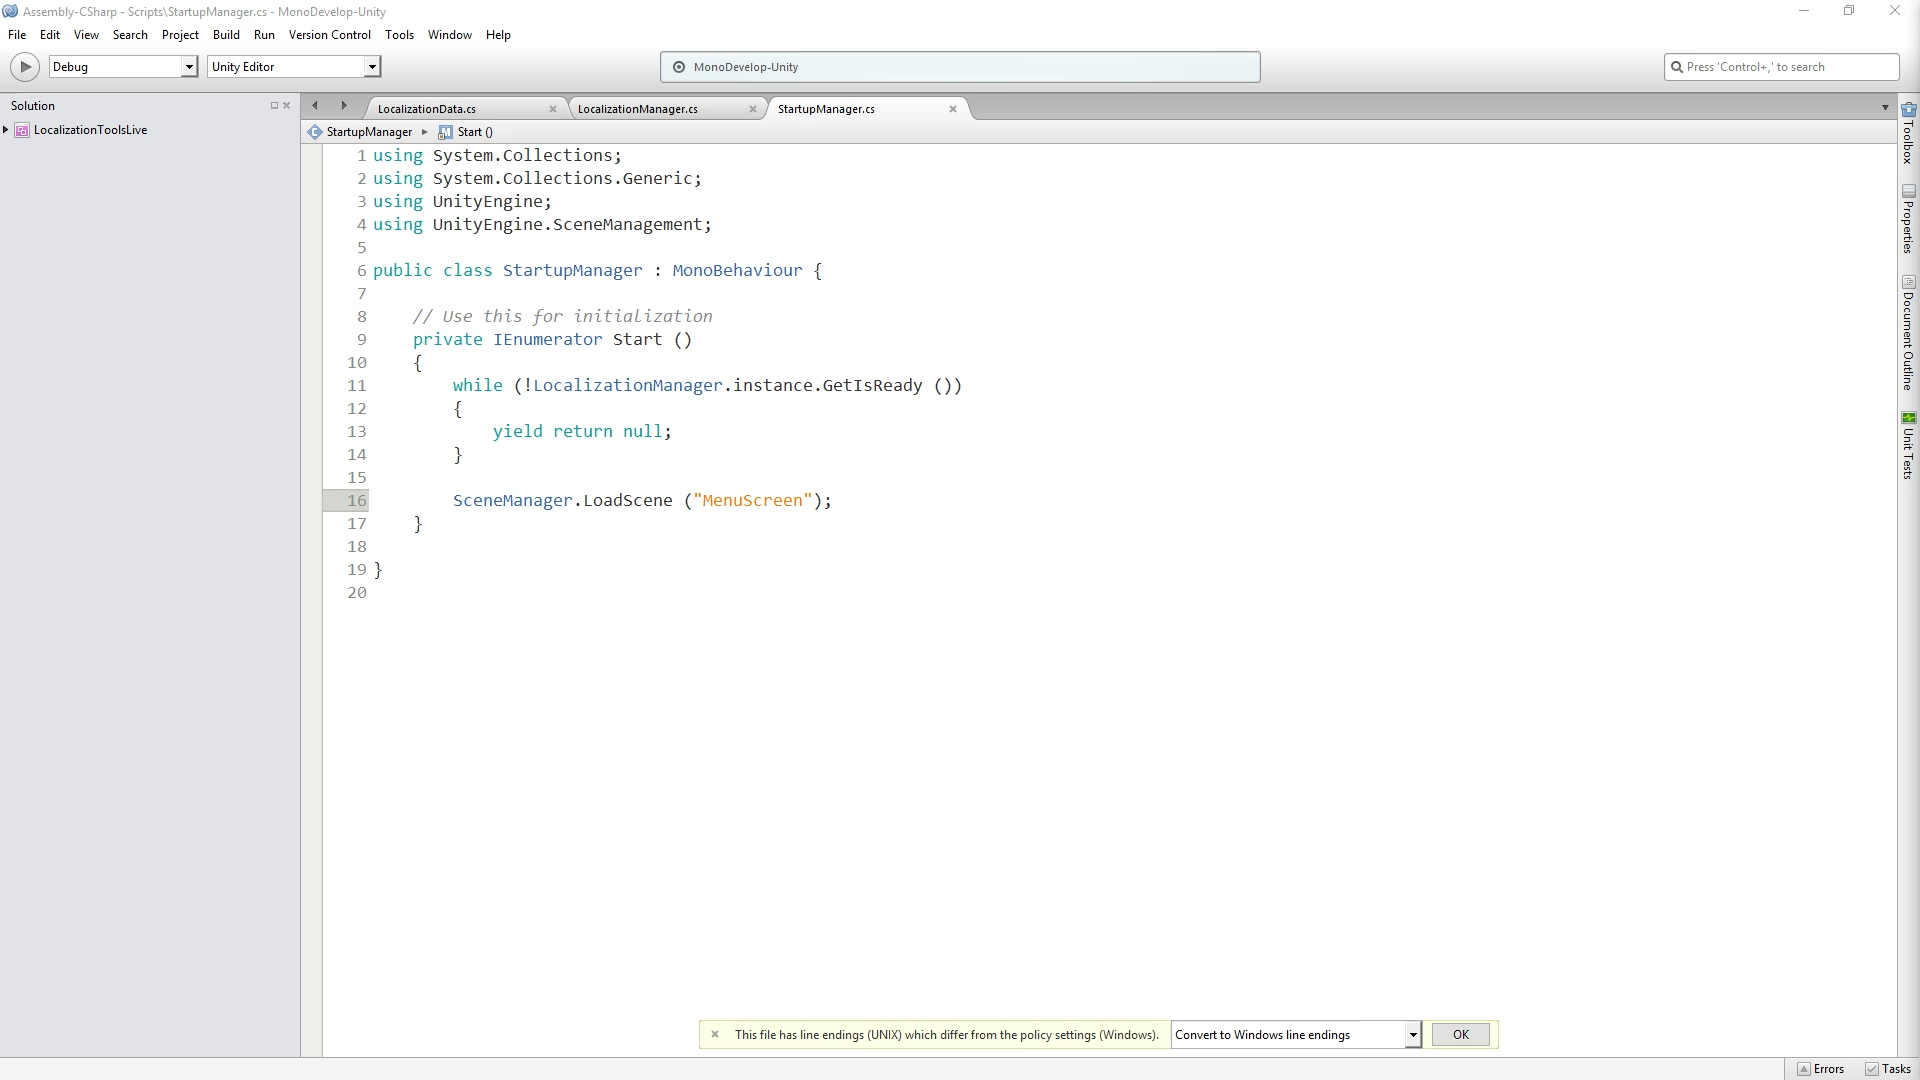 Assembly-CSharp - Scripts\StartupManager.cs - MonoDevelop-Unity
File Edit View Search Project Build Run Version Control Tools Window Help
Debug Unity Editor MonoDevelop-Unity Press 'Control+,' to search
Solution
LocalizationToolsLive
LocalizationData.cs LocalizationManager.cs StartupManager.cs
StartupManager Start ()
1 using System.Collections;
2 using System.Collections.Generic;
3 using UnityEngine;
4 using UnityEngine.SceneManagement;
5
6 public class StartupManager : MonoBehaviour {
7
8 // Use this for initialization
9 private IEnumerator Start ()
10 {
11 while (!LocalizationManager.instance.GetIsReady ())
12 {
13 yield return null;
14 }
15
16 SceneManager.LoadScene ("MenuScreen");
17 }
18
19 }
20
Toolbox
Properties
Document Outline
Unit Tests
This file has line endings (UNIX) which differ from the policy settings (Windows). Convert to Windows line endings OK
Errors Tasks